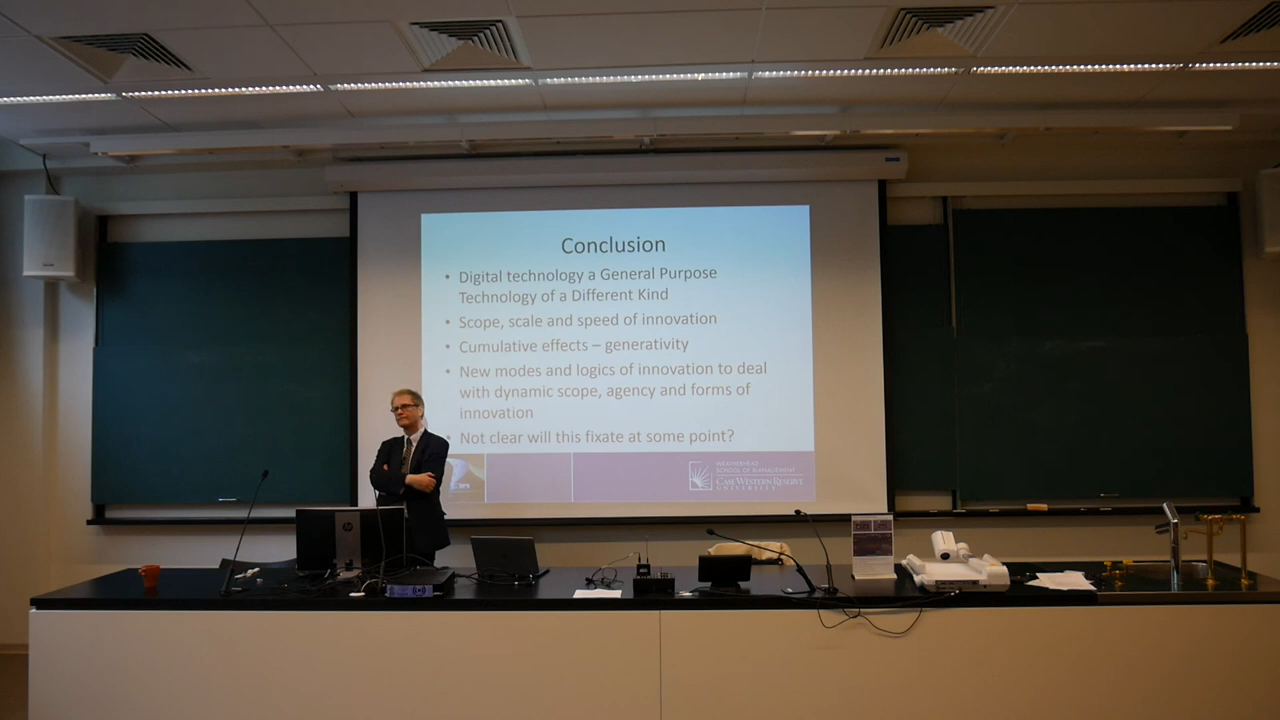 Conclusion
• Digital technology a General Purpose
Technology of a Different Kind
• Scope, scale and speed of innovation
• Cumulative effects – generativity
• New modes and logics of innovation to deal
with dynamic scope, agency and forms of
innovation
• Not clear will this fixate at some point?
WEATHERHEAD
SCHOOL OF MANAGEMENT
CASE WESTERN RESERVE
UNIVERSITY
hp